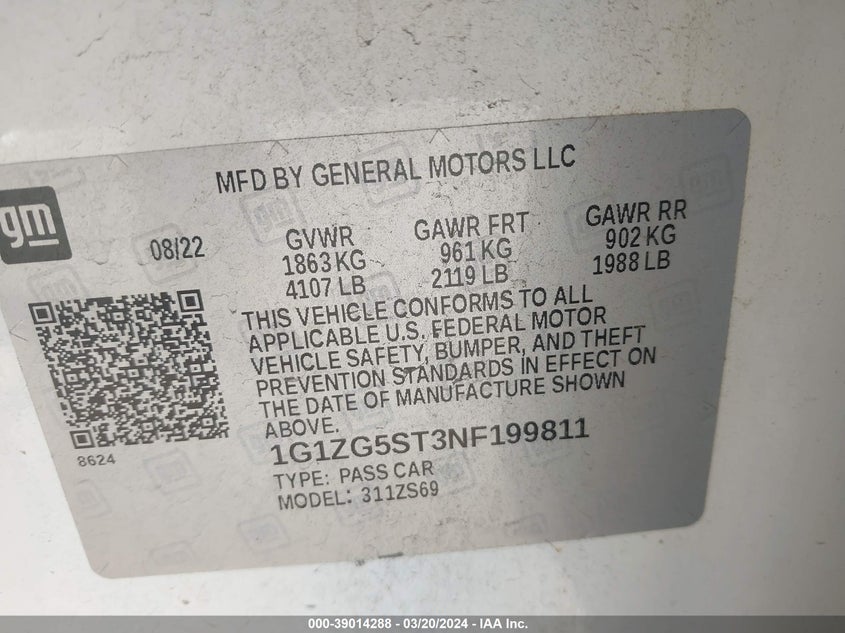 MFD BY GENERAL MOTORS LLC
gm
08/22
GVWR
1863 KG
4107 LB
GAWR FRT
961 KG
2119 LB
GAWR RR
902 KG
1988 LB
THIS VEHICLE CONFORMS TO ALL
APPLICABLE U.S. FEDERAL MOTOR
VEHICLE SAFETY, BUMPER, AND THEFT
PREVENTION STANDARDS IN EFFECT ON
THE DATE OF MANUFACTURE SHOWN
ABOVE.
8624
1G1ZG5ST3NF199811
TYPE: PASS CAR
MODEL: 311ZS69
000-39014288 - 03/20/2024 - IAA Inc.